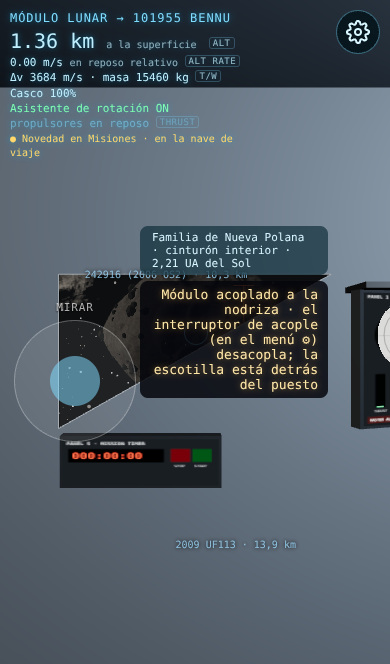 MÓDULO LUNAR → 101955 BENNU
1.36 km a la superficie ALT
0.00 m/s en reposo relativo ALT RATE
Δv 3684 m/s · masa 15460 kg T/W
Casco 100%
Asistente de rotación ON
propulsores en reposo THRUST
● Novedad en Misiones · en la nave de
viaje
Familia de Nueva Polana
· cinturón interior ·
2,21 UA del Sol
MIRAR
Módulo acoplado a la
nodriza · el
interruptor de acople
(en el menú ⚙)
desacopla; la
escotilla está detrás
del puesto
PANEL 1
000:00:00
2009 UF113 · 13,9 km